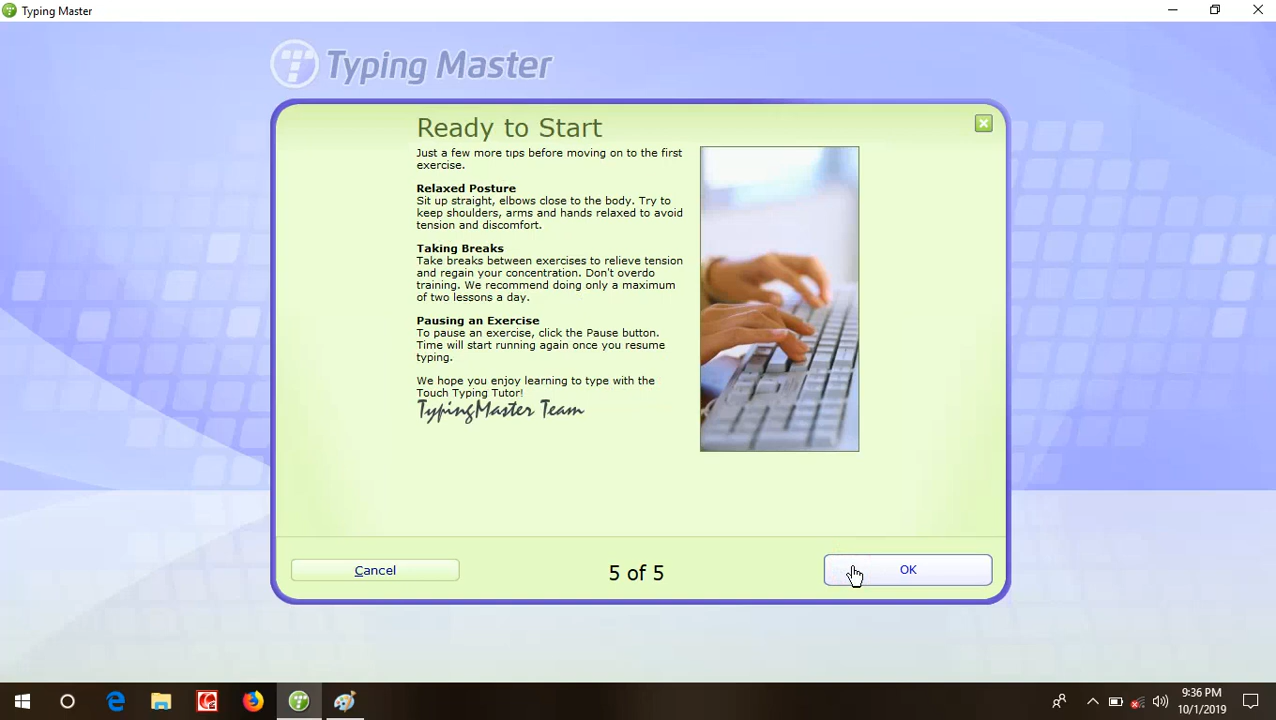 Typing Master
Typing Master
Ready to Start
Just a few more tips before moving on to the first
exercise.
Relaxed Posture
Sit up straight, elbows close to the body. Try to
keep shoulders, arms and hands relaxed to avoid
tension and discomfort.
Taking Breaks
Take breaks between exercises to relieve tension
and regain your concentration. Don't overdo
training. We recommend doing only a maximum
of two lessons a day.
Pausing an Exercise
To pause an exercise, click the Pause button.
Time will start running again once you resume
typing.
We hope you enjoy learning to type with the
Touch Typing Tutor!
TypingMaster Team
Cancel
5 of 5
OK
9:36 PM
10/1/2019